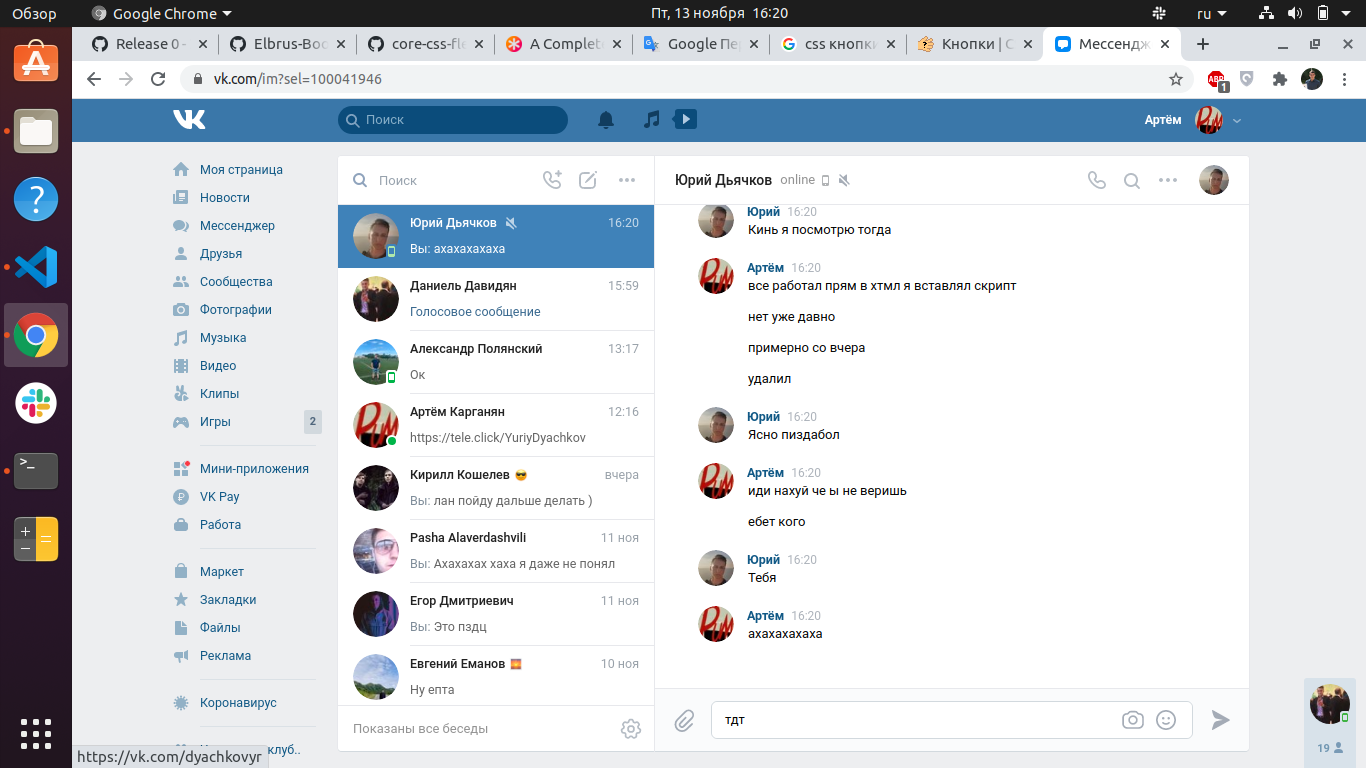 Обзор
Google Chrome
Пт, 13 ноября 16:20
ru
Release 0-
Elbrus-Boo
core-css-fle
A Complet
Google Пер
css кнопки
Кнопки | C
Мессендж
vk.com/im?sel=100041946
ABP
1
Поиск
Артём
Моя страница
Новости
Мессенджер
Друзья
Сообщества
Фотографии
Музыка
Видео
Клипы
Игры
2
Мини-приложения
VK Pay
Работа
Маркет
Закладки
Файлы
Реклама
Коронавирус
клуб..
https://vk.com/dyachkovyr
Поиск
Юрий Дьячков
16:20
Вы: ахахахахаха
Даниель Давидян
15:59
Голосовое сообщение
Александр Полянский
13:17
Ок
Артём Карганян
12:16
https://tele.click/YuriyDyachkov
Кирилл Кошелев 😎
вчера
Вы: лан пойду дальше делать )
Pasha Alaverdashvili
11 ноя
Вы: Ахахахах хаха я даже не понял
Егор Дмитриевич
11 ноя
Вы: Это пздц
Евгений Еманов 🌇
10 ноя
Ну епта
Показаны все беседы
Юрий Дьячков online
Юрий 16:20
Кинь я посмотрю тогда
Артём 16:20
все работал прям в хтмл я вставлял скрипт
нет уже давно
примерно со вчера
удалил
Юрий 16:20
Ясно пиздабол
Артём 16:20
иди нахуй че ы не веришь
ебет кого
Юрий 16:20
Тебя
Артём 16:20
ахахахахаха
тдт
19